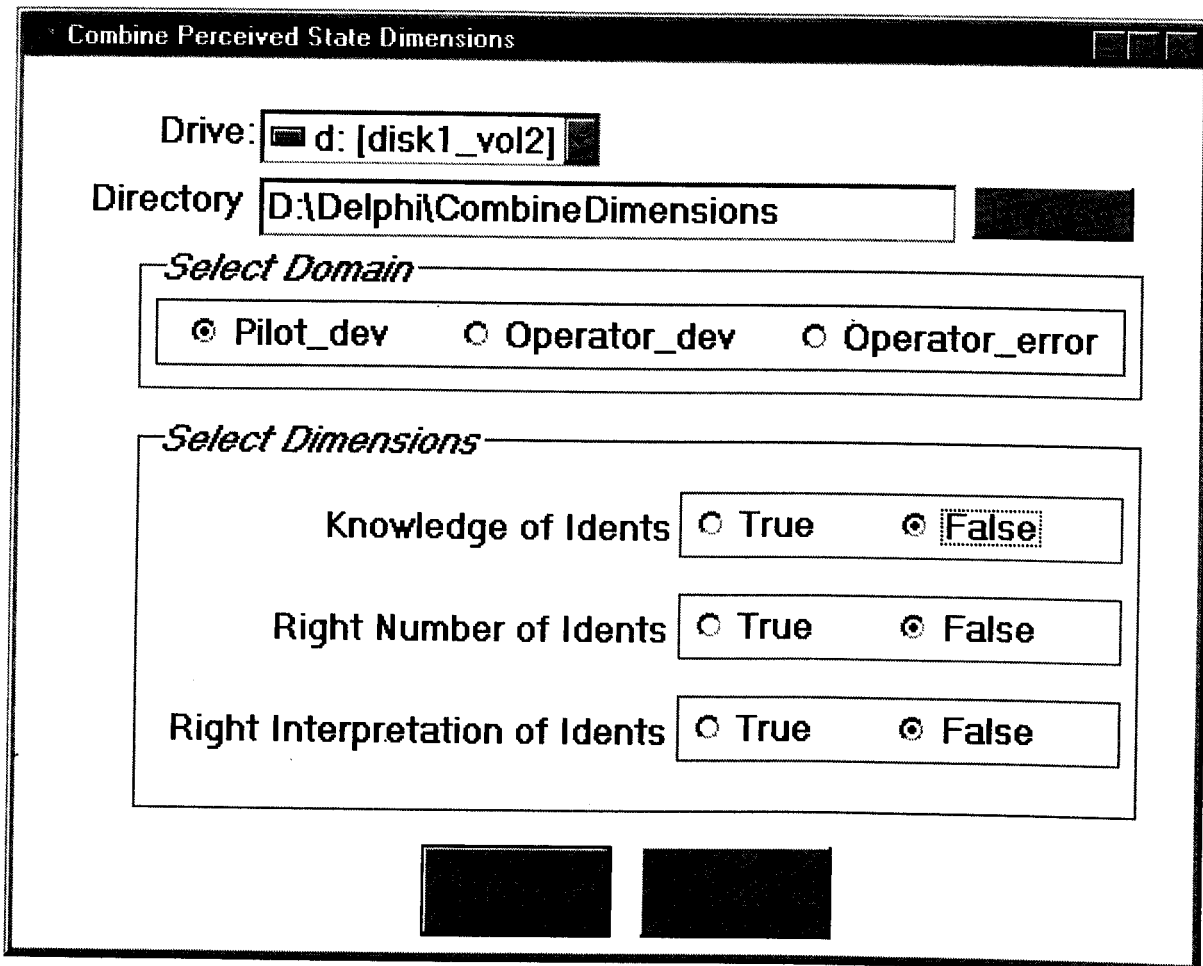 Combine Perceived State Dimensions
Drive: d: [disk1_vol2]
Directory D:\Delphi\CombineDimensions
Select Domain
Pilot_dev Operator_dev Operator_error
Select Dimensions
Knowledge of Idents True False
Right Number of Idents True False
Right Interpretation of Idents True False